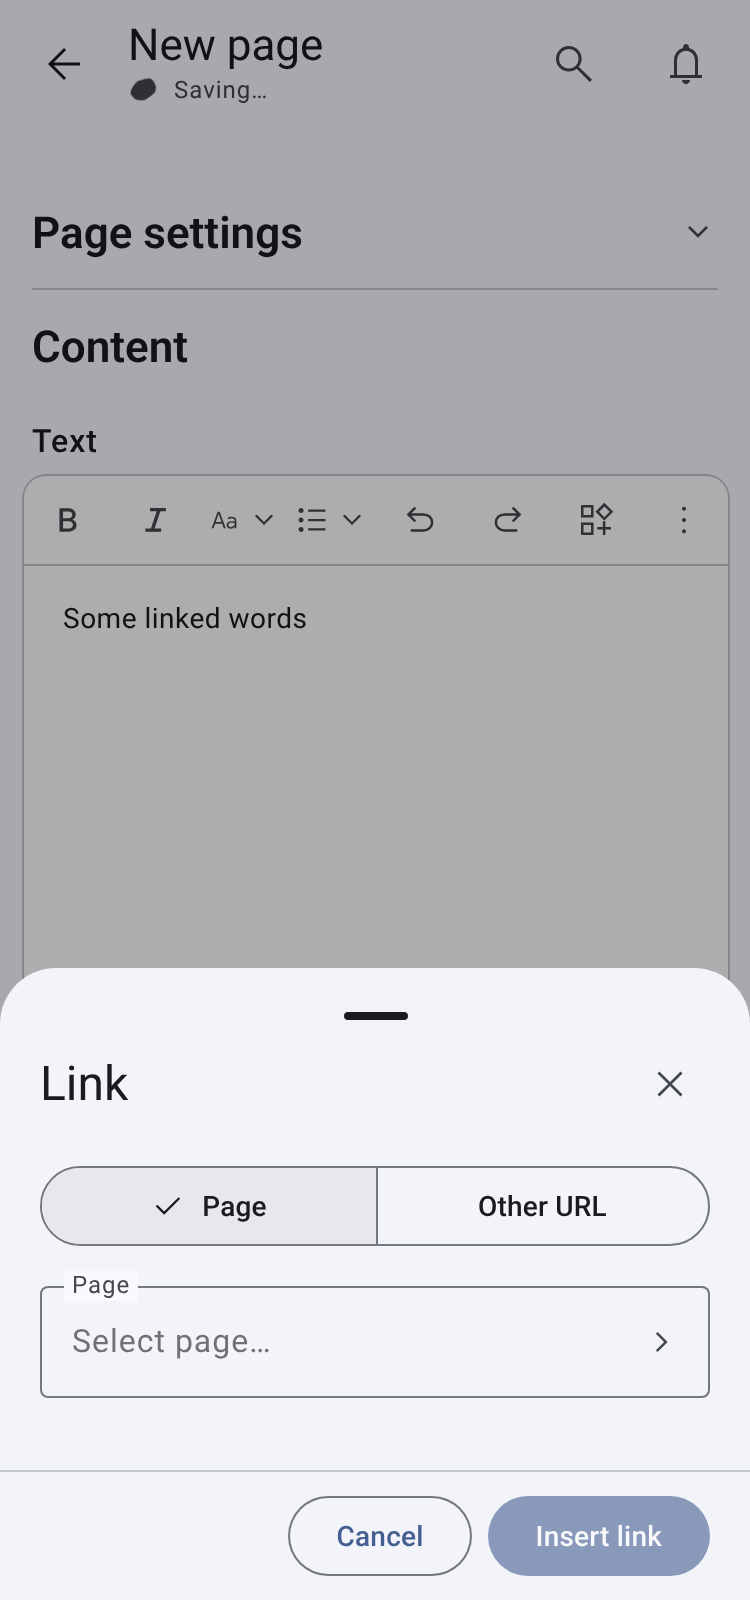 New page
Saving…
Page settings
Content
Text
B I Aa
Some linked words
Link
Page Other URL
Page
Select page…
Cancel Insert link